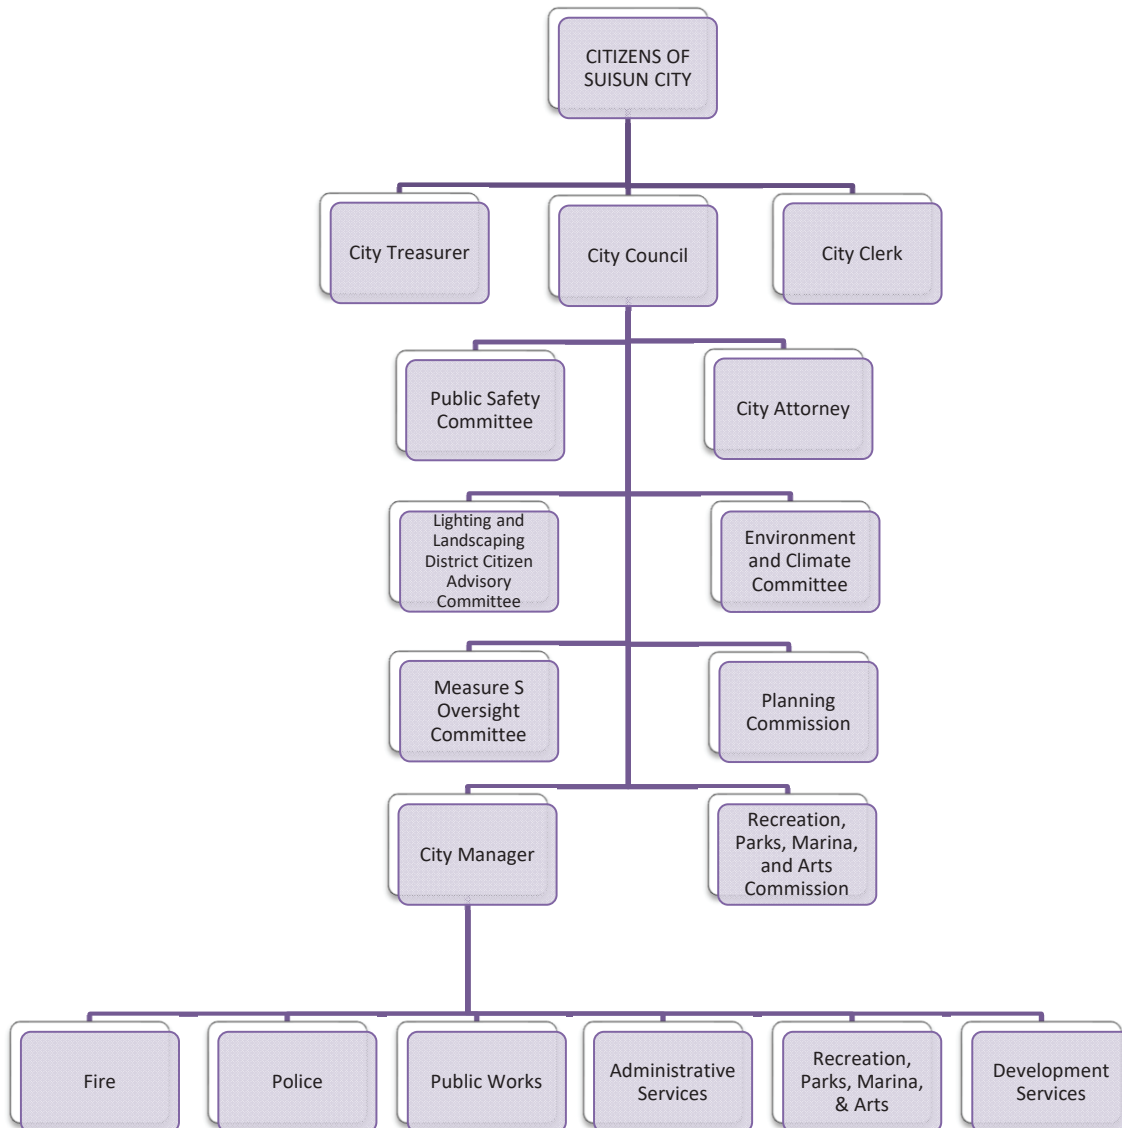 CITIZENS OF
SUISUN CITY
City Treasurer
City Council
City Clerk
Public Safety
Committee
City Attorney
Lighting and
Landscaping
District Citizen
Advisory
Committee
Environment
and Climate
Committee
Measure S
Oversight
Committee
Planning
Commission
City Manager
Recreation,
Parks, Marina,
and Arts
Commission
Fire
Police
Public Works
Administrative
Services
Recreation,
Parks, Marina,
& Arts
Development
Services